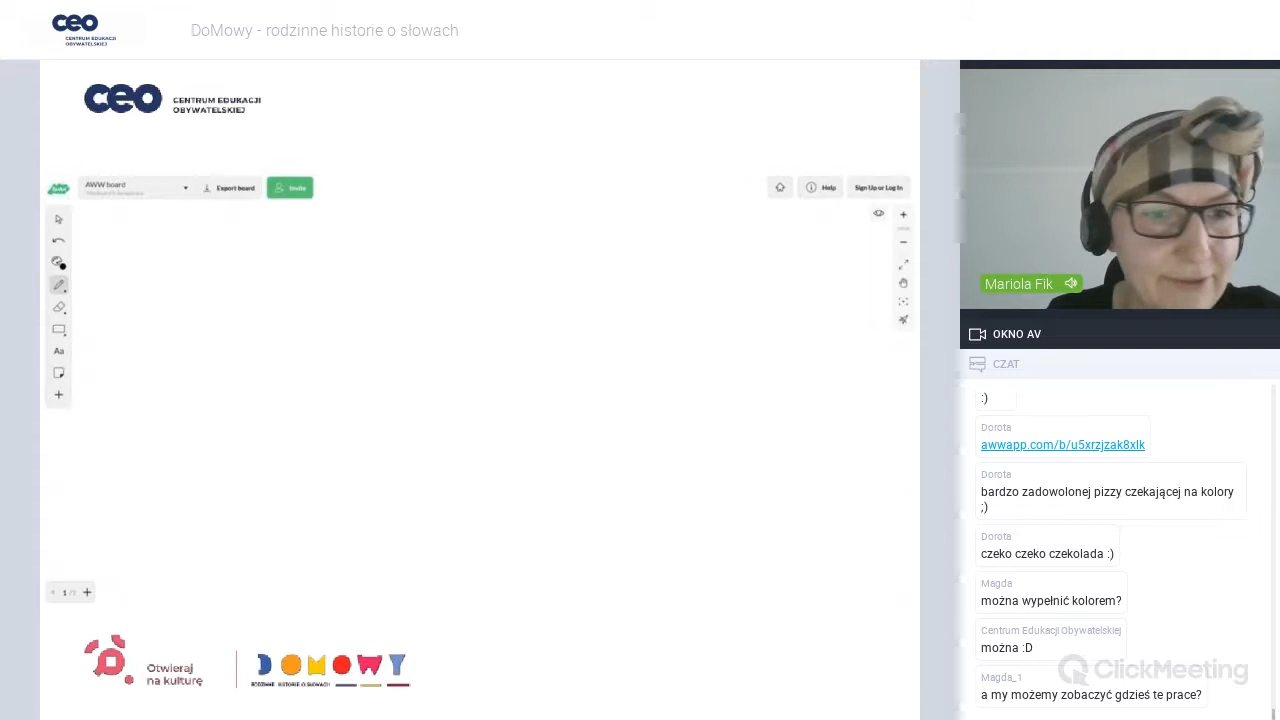 ceo
CENTRUM EDUKACJI
OBYWATELSKIEJ
DoMowy - rodzinne historie o słowach
ceo
CENTRUM EDUKACJI
OBYWATELSKIEJ
AWW board
Export board
Invite
Help
Sign Up or Log In
Aa
1 /
Otwieraj
na kulturę
DOMOWY
RODZINNE HISTORIE O SŁOWACH
Mariola Fik
OKNO AV
CZAT
:)
Dorota
awwapp.com/b/u5xrzjzak8xlk
Dorota
bardzo zadowolonej pizzy czekającej na kolory
;)
Dorota
czeko czeko czekolada :)
Magda
można wypełnić kolorem?
Centrum Edukacji Obywatelskiej
można :D
Magda_1
a my możemy zobaczyć gdzieś te prace?
ClickMeeting